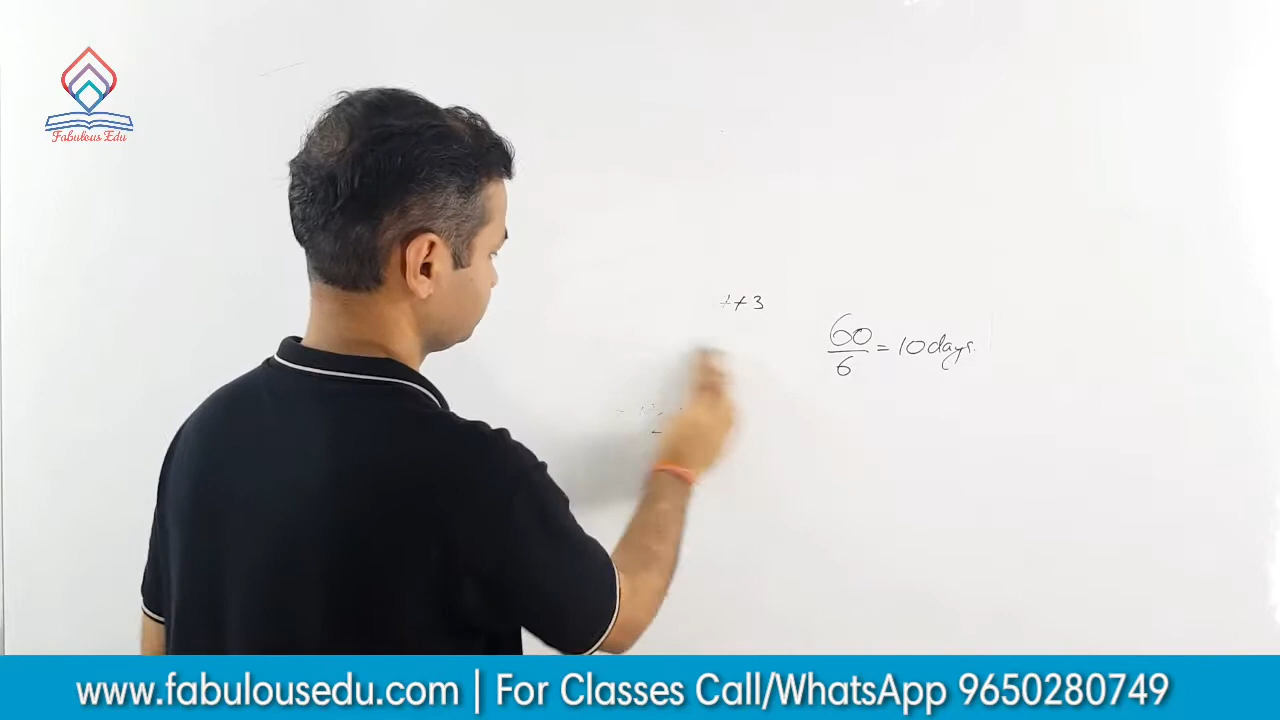 Fabulous Edu
+ 3
60
6
= 10 days.
www.fabulousedu.com | For Classes Call/WhatsApp 9650280749